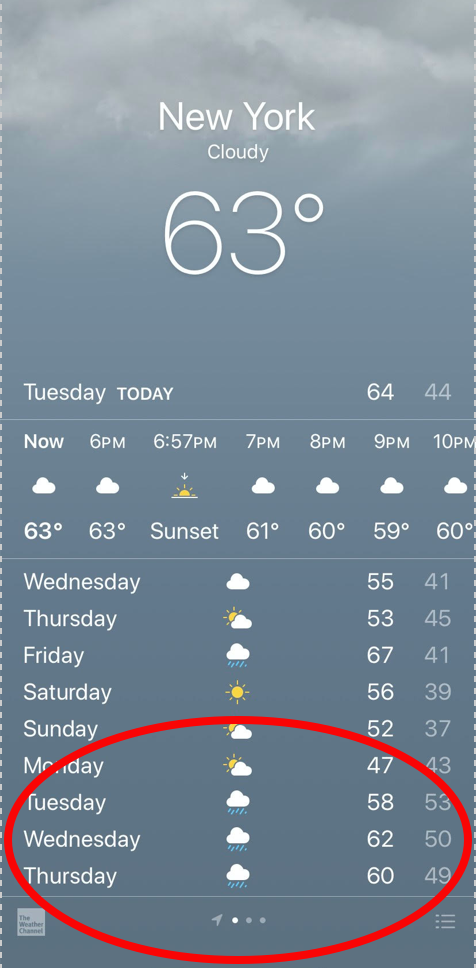 New York
Cloudy
63°
Tuesday TODAY 64 44
Now 6PM 6:57PM 7PM 8PM 9PM 10PM
63° 63° Sunset 61° 60° 59° 60°
Wednesday 55 41
Thursday 53 45
Friday 67 41
Saturday 56 39
Sunday 52 37
Monday 47 43
Tuesday 58 53
Wednesday 62 50
Thursday 60 49
The
Weather
Channel